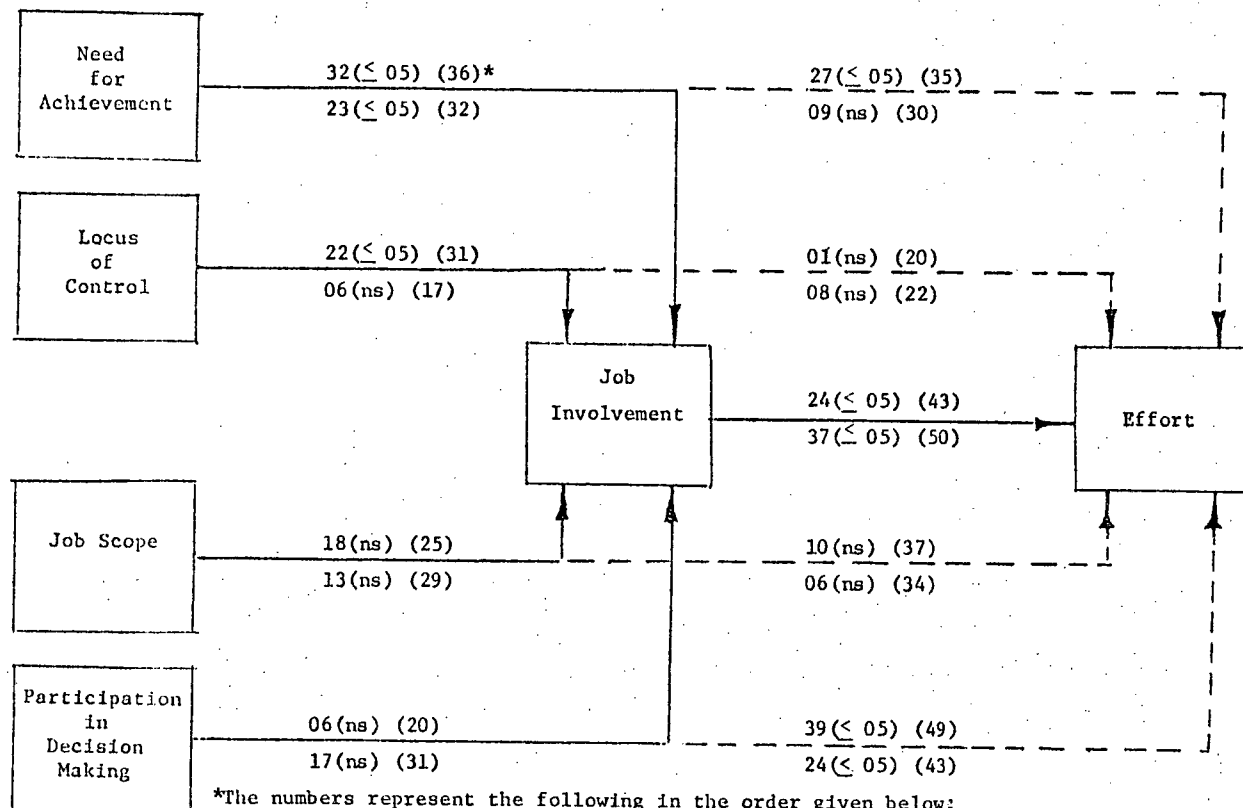 Need
for
Achievement
32(≤ 05) (36)*
23(≤ 05) (32)
27(≤ 05) (35)
09(ns) (30)
Locus
of
Control
22(≤ 05) (31)
06(ns) (17)
01(ns) (20)
08(ns) (22)
Job
Involvement
24(≤ 05) (43)
37(≤ 05) (50)
Effort
Job Scope
18(ns) (25)
13(ns) (29)
10(ns) (37)
06(ns) (34)
Participation
in
Decision
Making
06(ns) (20)
17(ns) (31)
39(≤ 05) (49)
24(≤ 05) (43)
*The numbers represent the following in the order given below: